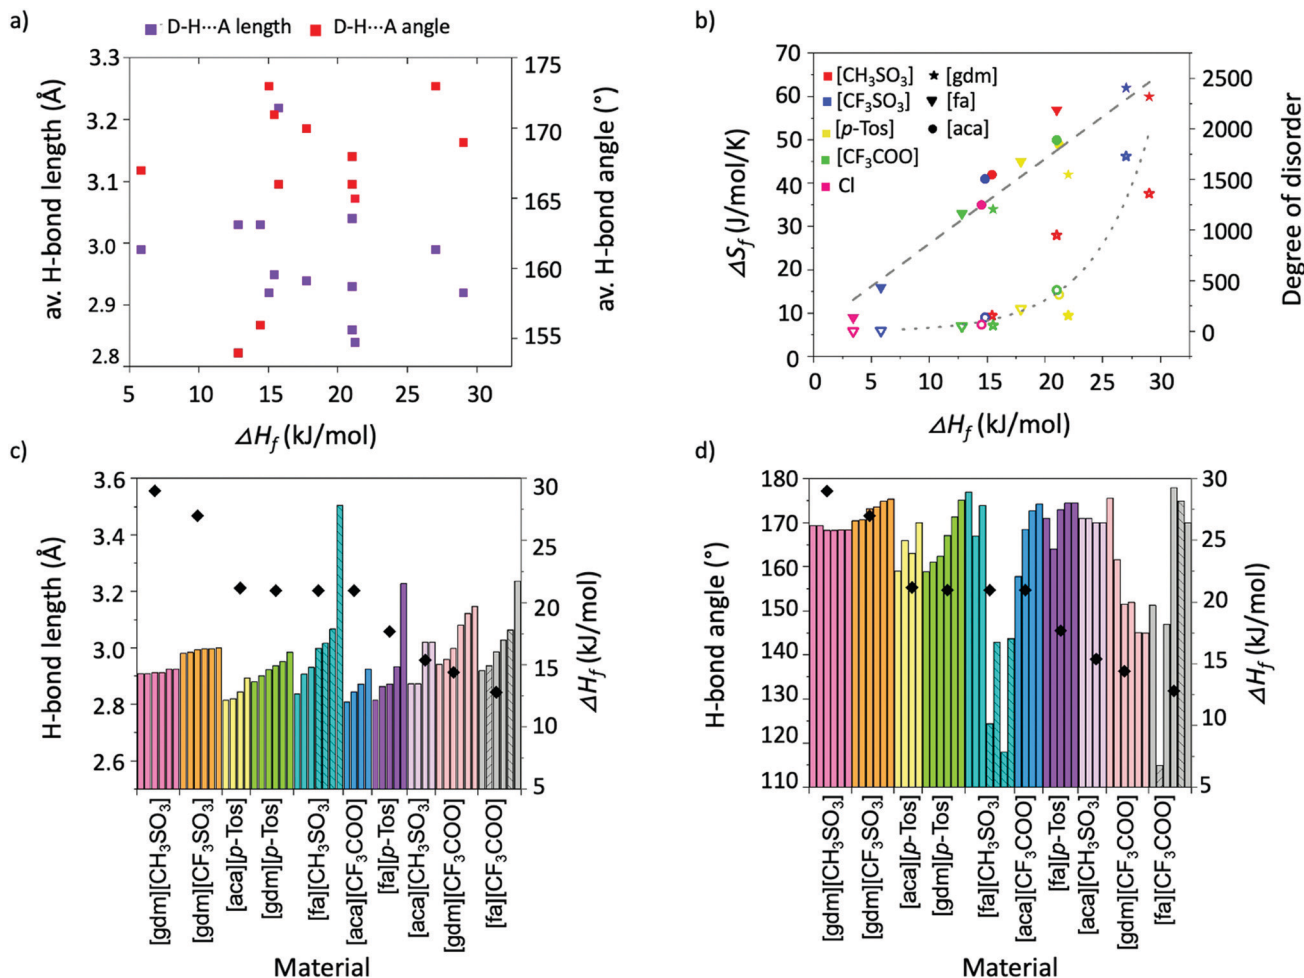 a)
D-H···A length
D-H···A angle
av. H-bond length (Å)
3.3
3.2
3.1
3.0
2.9
2.8
175
170
165
160
155
av. H-bond angle (°)
5
10
15
20
25
30
ΔH_f (kJ/mol)
b)
ΔS_f (J/mol/K)
70
60
50
40
30
20
10
0
[CH₃SO₃]
[gdm]
[CF₃SO₃]
[fa]
[p-Tos]
[aca]
[CF₃COO]
Cl
2500
2000
1500
1000
500
0
Degree of disorder
0
5
10
15
20
25
30
ΔH_f (kJ/mol)
c)
H-bond length (Å)
3.6
3.4
3.2
3.0
2.8
2.6
30
25
20
15
10
5
ΔH_f (kJ/mol)
[gdm][CH₃SO₃]
[gdm][CF₃SO₃]
[aca][p-Tos]
[gdm][p-Tos]
[fa][CH₃SO₃]
[aca][CF₃COO]
[fa][p-Tos]
[aca][CH₃SO₃]
[gdm][CF₃COO]
[fa][CF₃COO]
Material
d)
H-bond angle (°)
180
170
160
150
140
130
120
110
30
25
20
15
10
5
ΔH_f (kJ/mol)
[gdm][CH₃SO₃]
[gdm][CF₃SO₃]
[aca][p-Tos]
[gdm][p-Tos]
[fa][CH₃SO₃]
[aca][CF₃COO]
[fa][p-Tos]
[aca][CH₃SO₃]
[gdm][CF₃COO]
[fa][CF₃COO]
Material